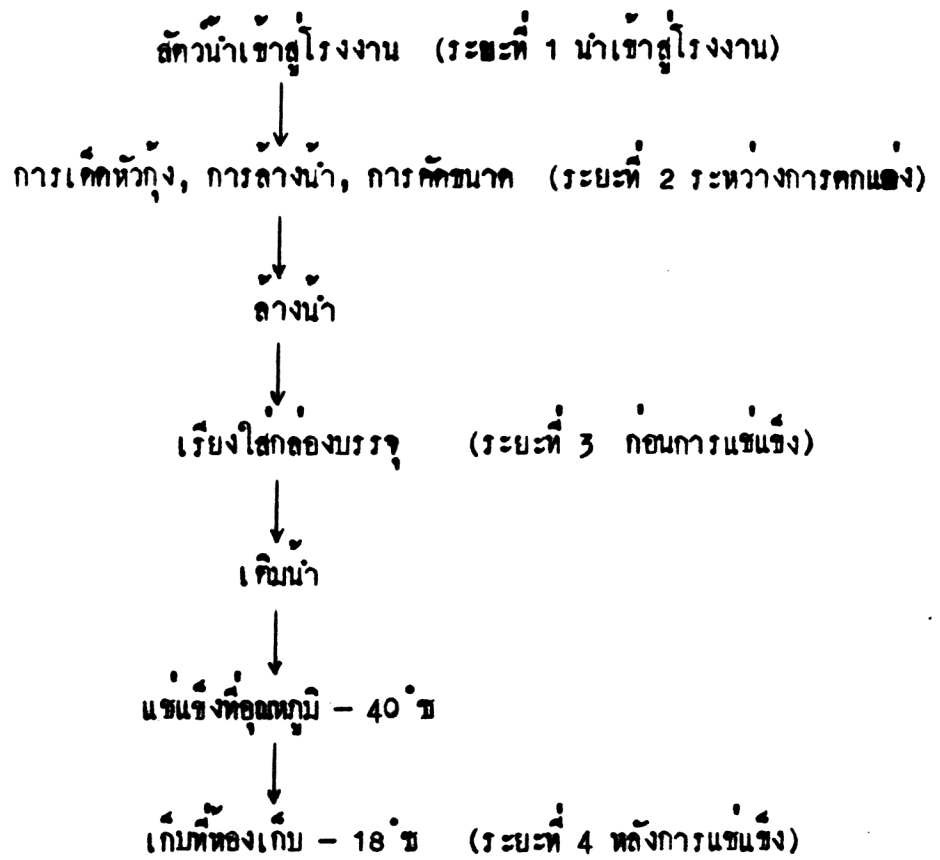 สัตว์น้ำเข้าสู่โรงงาน (ระยะที่ 1 นำเข้าสู่โรงงาน)
การเด็ดหัวกุ้ง, การล้างน้ำ, การคัดขนาด (ระยะที่ 2 ระหว่างการตกแต่ง)
ล้างน้ำ
เรียงใส่กล่องบรรจุ (ระยะที่ 3 ก่อนการแช่แข็ง)
เติมน้ำ
แช่แข็งที่อุณหภูมิ – 40 °ซ
เก็บที่ห้องเก็บ – 18 °ซ (ระยะที่ 4 หลังการแช่แข็ง)